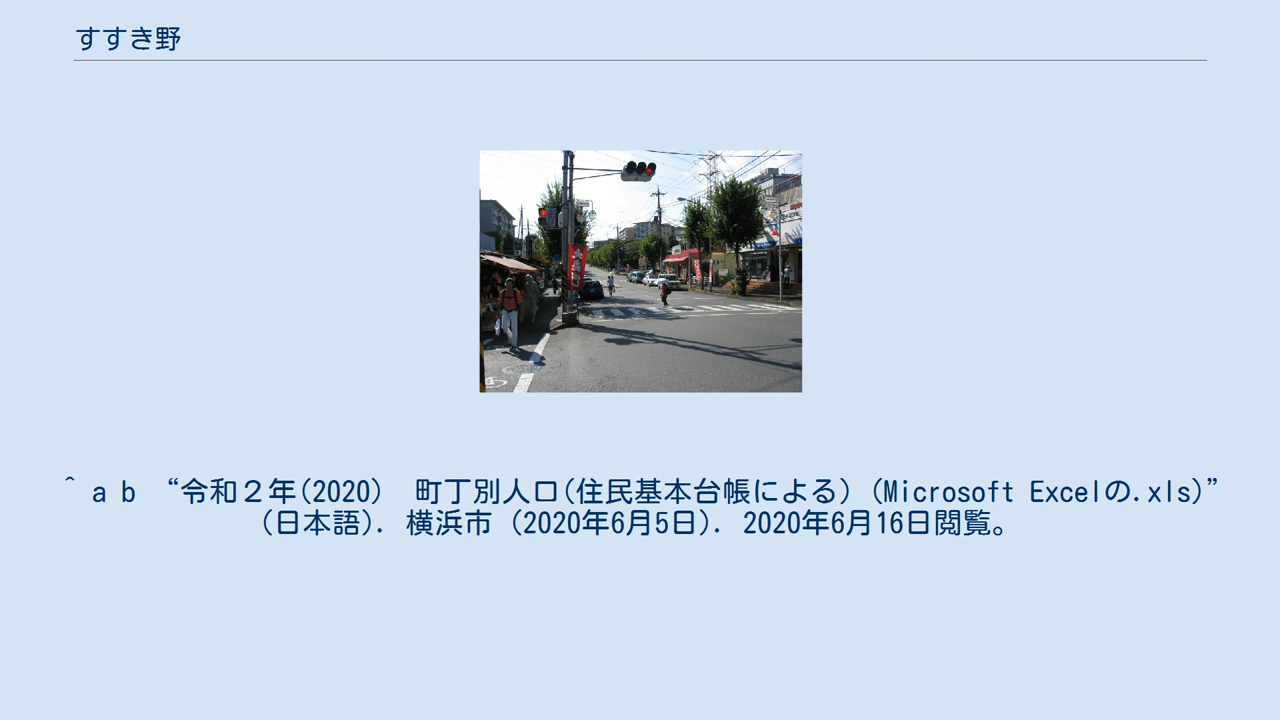 すすき野
^ a b “令和２年(2020) 町丁別人口(住民基本台帳による) (Microsoft Excelの.xls)”
(日本語). 横浜市 (2020年6月5日). 2020年6月16日閲覧。